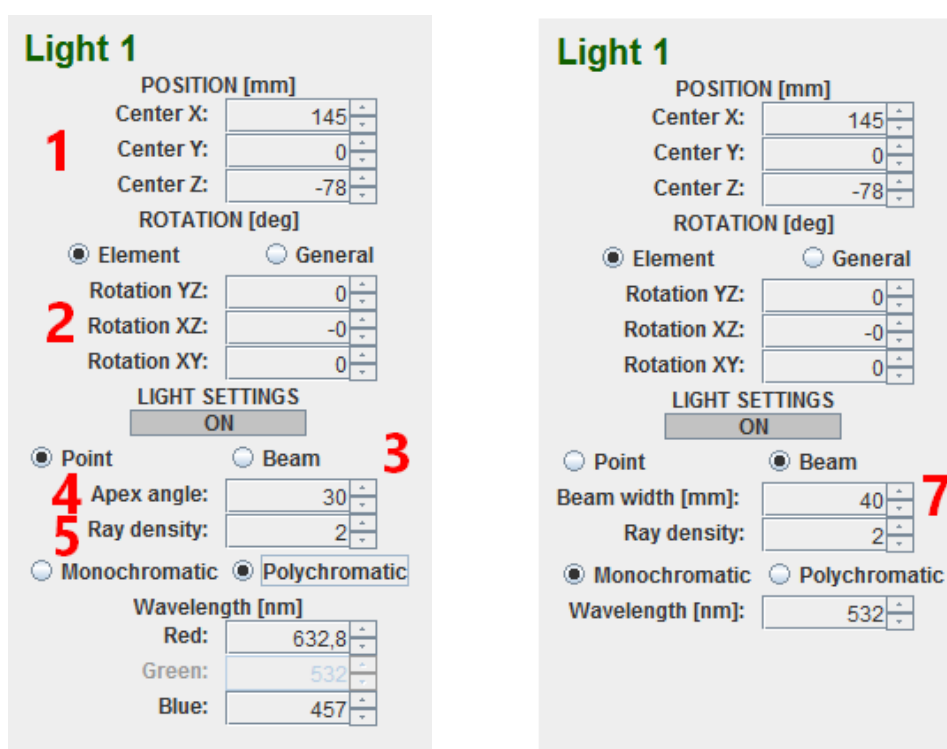 Light 1
POSITION [mm]
Center X: 145
1
Center Y: 0
Center Z: -78
ROTATION [deg]
Element General
Rotation YZ: 0
2
Rotation XZ: -0
Rotation XY: 0
LIGHT SETTINGS
ON
3
Point Beam
4 Apex angle: 30
5 Ray density: 2
Monochromatic Polychromatic
Wavelength [nm]
Red: 632,8
Green: 532
Blue: 457
Light 1
POSITION [mm]
Center X: 145
Center Y: 0
Center Z: -78
ROTATION [deg]
Element General
Rotation YZ: 0
Rotation XZ: -0
Rotation XY: 0
LIGHT SETTINGS
ON
Point Beam
Beam width [mm]: 40 7
Ray density: 2
Monochromatic Polychromatic
Wavelength [nm]: 532